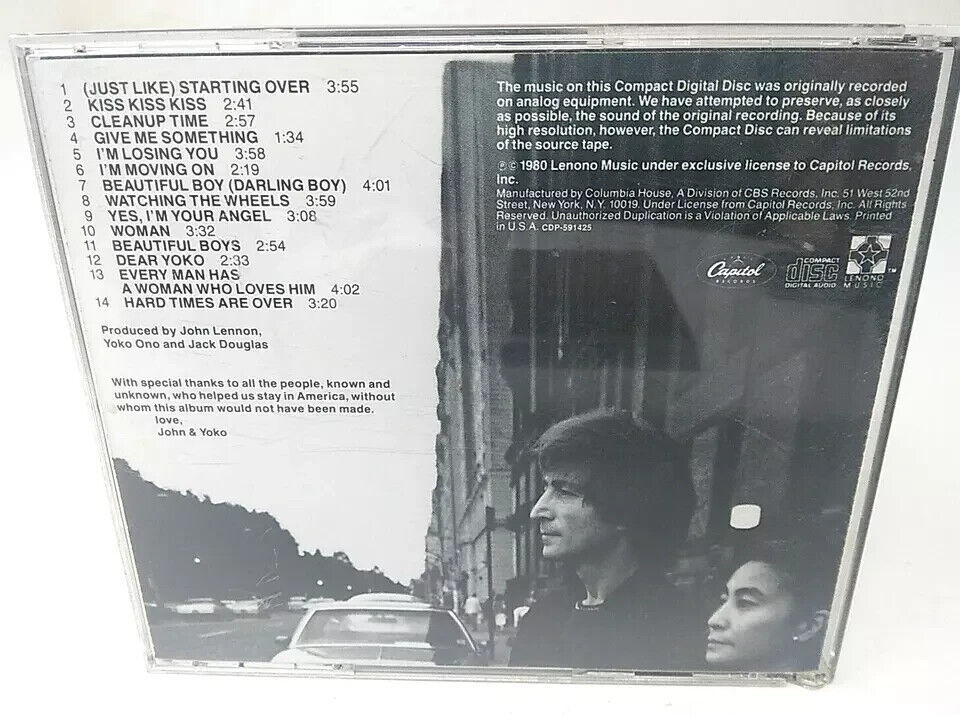 1 (JUST LIKE) STARTING OVER 3:55
2 KISS KISS KISS 2:41
3 CLEANUP TIME 2:57
4 GIVE ME SOMETHING 1:34
5 I'M LOSING YOU 3:58
6 I'M MOVING ON 2:19
7 BEAUTIFUL BOY (DARLING BOY) 4:01
8 WATCHING THE WHEELS 3:59
9 YES, I'M YOUR ANGEL 3:08
10 WOMAN 3:32
11 BEAUTIFUL BOYS 2:54
12 DEAR YOKO 2:33
13 EVERY MAN HAS
A WOMAN WHO LOVES HIM 4:02
14 HARD TIMES ARE OVER 3:20
Produced by John Lennon,
Yoko Ono and Jack Douglas
With special thanks to all the people, known and
unknown, who helped us stay in America, without
whom this album would not have been made.
love,
John & Yoko
The music on this Compact Digital Disc was originally recorded
on analog equipment. We have attempted to preserve, as closely
as possible, the sound of the original recording. Because of its
high resolution, however, the Compact Disc can reveal limitations
of the source tape.
℗© 1980 Lenono Music under exclusive license to Capitol Records,
Inc.
Manufactured by Columbia House, A Division of CBS Records, Inc. 51 West 52nd
Street, New York, N.Y. 10019. Under License from Capitol Records, Inc. All Rights
Reserved. Unauthorized Duplication is a Violation of Applicable Laws. Printed
in U.S.A. CDP-591425
Capitol
RECORDS
COMPACT
disc
DIGITAL AUDIO
LENONO
MUSIC
TM